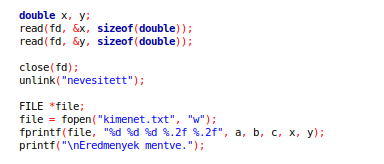 double x, y;
read(fd, &x, sizeof(double));
read(fd, &y, sizeof(double));
close(fd);
unlink("nevesitett");
FILE *file;
file = fopen("kimenet.txt", "w");
fprintf(file, "%d %d %d %.2f %.2f", a, b, c, x, y);
printf("\nEredmenyek mentve.");